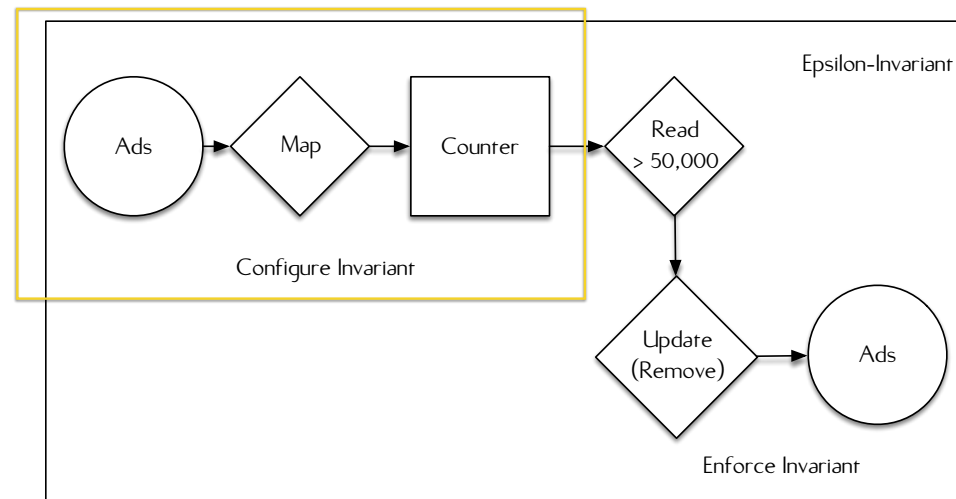 Epsilon-Invariant
Ads
Map
Counter
Read
> 50,000
Configure Invariant
Update
(Remove)
Ads
Enforce Invariant